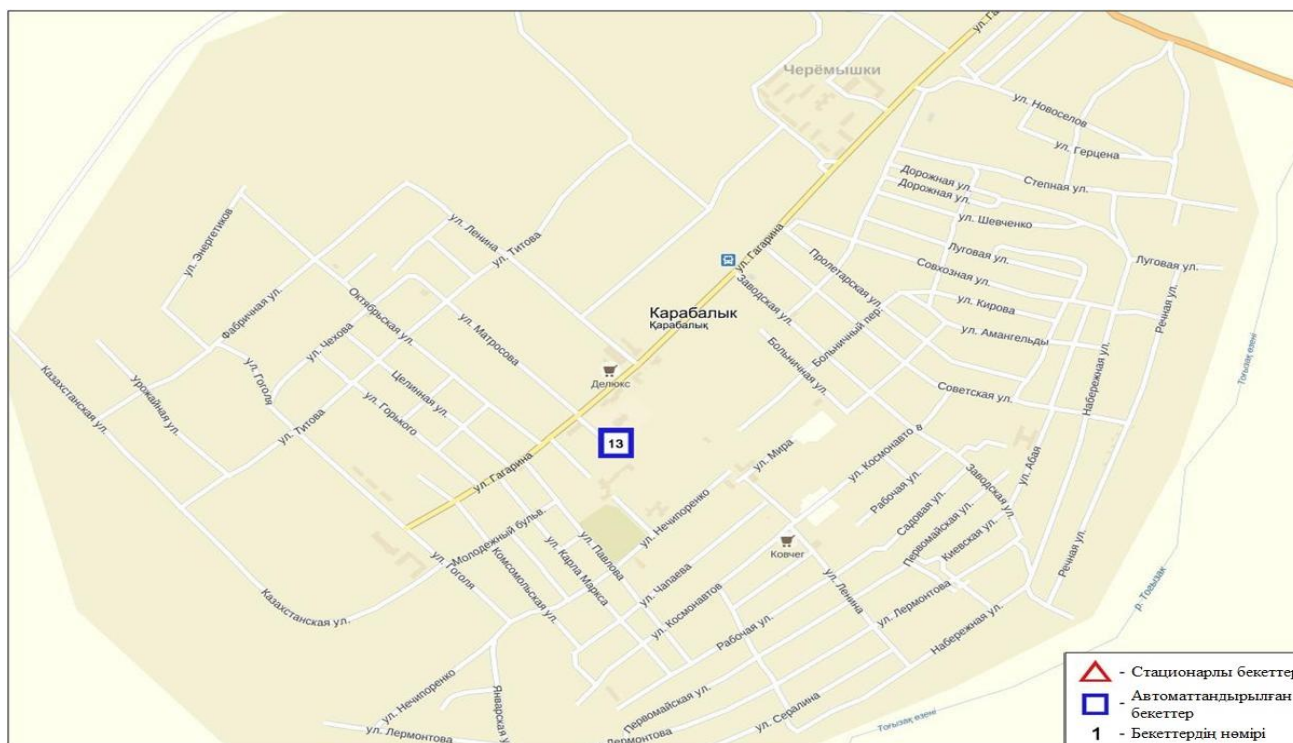 ул. Га
Черёмышки
ул. Новоселов
ул. Герцена
Степная ул.
Дорожная ул.
Дорожная ул.
ул. Шевченко
Луговая ул.
Луговая ул.
Совхозная ул.
ул. Энергетиков
ул. Ленина
ул. Титова
ул. Гагарина
Пролетарская ул.
Заводская ул.
Больничный пер.
ул. Кирова
ул. Амангельды
Речная ул.
Набережная ул.
Тоғызақ өзені
Фабричная ул.
Октябрьская ул.
ул. Чехова
ул. Матросова
Карабалык
Қарабалық
Делюкс
Больничная ул.
Советская ул.
Казахстанская ул.
Урожайная ул.
ул. Гоголя
ул. Титова
Целинная ул.
ул. Горького
13
ул. Гагарина
ул. Мира
ул. Космонавто в
ул. Абая
Заводская ул.
Рабочая ул.
Садовая ул.
Первомайская ул.
Киевская ул.
ул. Нечипоренко
Молодежный бульв.
ул. Павлова
ул. Карла Маркса
Комсомольская ул.
ул. Гоголя
Ковчег
ул. Чапаева
ул. Космонавтов
ул. Ленина
ул. Лермонтова
Речная ул.
Набережная ул.
р. Тогызак
Казахстанская ул.
Рабочая ул.
ул. Нечипоренко
Январская ул.
Первомайская ул.
ул. Сералина
ул. Лермонтова
ул. Лермонтова
Тоғызақ өзені
- Стационарлы бекеттер
- Автоматтандырылған
бекеттер
1 - Бекеттердің нөмірі